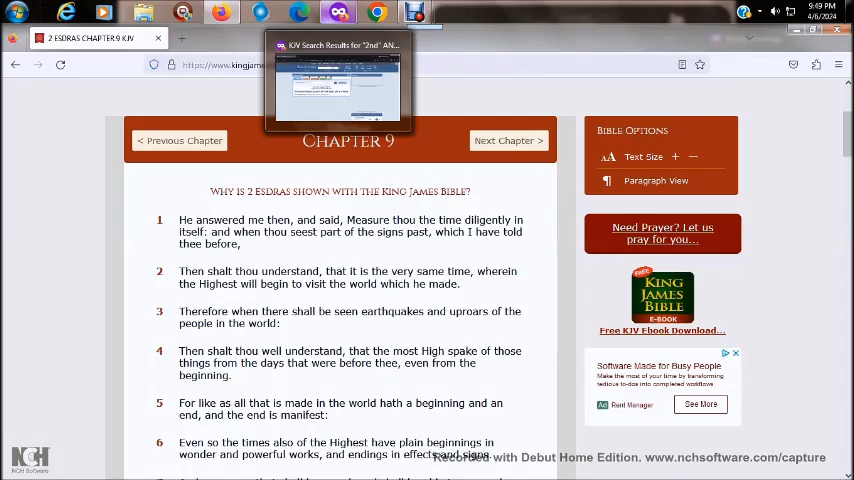 9:49 PM
4/6/2024
2 ESDRAS CHAPTER 9 KJV
KJV Search Results for "2nd" AN...
https://www.kingjame
< Previous Chapter
CHAPTER 9
Next Chapter >
BIBLE OPTIONS
AA Text Size + —
¶ Paragraph View
WHY IS 2 ESDRAS SHOWN WITH THE KING JAMES BIBLE?
1 He answered me then, and said, Measure thou the time diligently in
itself: and when thou seest part of the signs past, which I have told
thee before,
2 Then shalt thou understand, that it is the very same time, wherein
the Highest will begin to visit the world which he made.
3 Therefore when there shall be seen earthquakes and uproars of the
people in the world:
4 Then shalt thou well understand, that the most High spake of those
things from the days that were before thee, even from the
beginning.
5 For like as all that is made in the world hath a beginning and an
end, and the end is manifest:
6 Even so the times also of the Highest have plain beginnings in
wonder and powerful works, and endings in effects and signs.
Need Prayer? Let us
pray for you...
FREE
KING
JAMES
BIBLE
E-BOOK
Free KJV Ebook Download...
Software Made for Busy People
Make the most of your time by transforming
tedious to-dos into completed workflows
Ad Rent Manager
See More
NCH
NCH Software
Recorded with Debut Home Edition. www.nchsoftware.com/capture